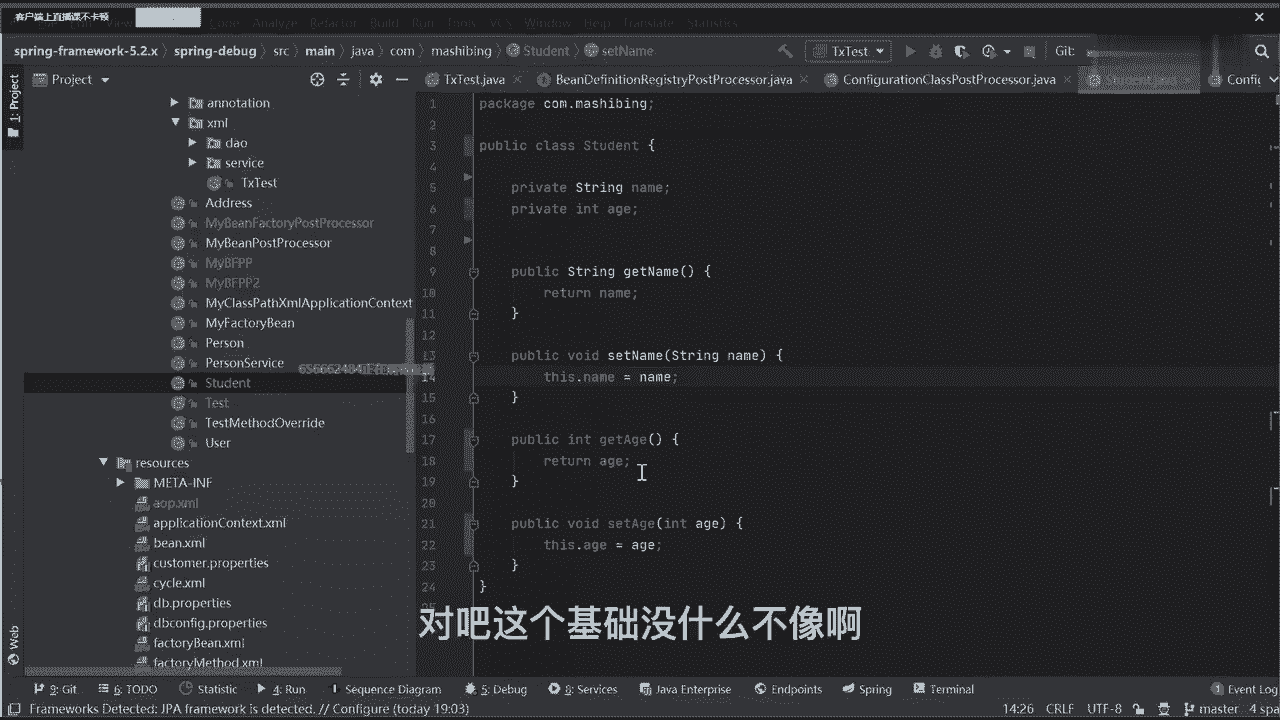 客户端上直播课不卡顿
Code Analyze Refactor Build Run Tools VCS Window Help Translate Statistics
spring-framework-5.2.x spring-debug src main java com mashibing Student setName TxTest Git:
Project TxTest.java BeanDefinitionRegistryPostProcessor.java ConfigurationClassPostProcessor.java Confi
1: Project
annotation
xml
dao
service
TxTest
Address
MyBeanFactoryPostProcessor
MyBeanPostProcessor
MyBFPP
MyBFPP2
MyClassPathXmlApplicationContext
MyFactoryBean
Person
PersonService
Student
Test
TestMethodOverride
User
resources
META-INF
aop.xml
applicationContext.xml
bean.xml
customer.properties
cycle.xml
db.properties
dbconfig.properties
factoryBean.xml
factoryMethod.xml
Web
1 package com.mashibing;
2
3 public class Student {
4
5 private String name;
6 private int age;
7
8
9 public String getName() {
10 return name;
11 }
12
13 public void setName(String name) {
14 this.name = name;
15 }
16
17 public int getAge() {
18 return age;
19 }
20
21 public void setAge(int age) {
22 this.age = age;
23 }
24 }
对吧这个基础没什么不像啊
9: Git 6: TODO Statistic 4: Run Sequence Diagram 5: Debug 8: Services Java Enterprise Endpoints Spring Terminal 1 Event Log
Frameworks Detected: JPA framework is detected. // Configure (today 19:03) 14:26 CRLF UTF-8 master 4 spa